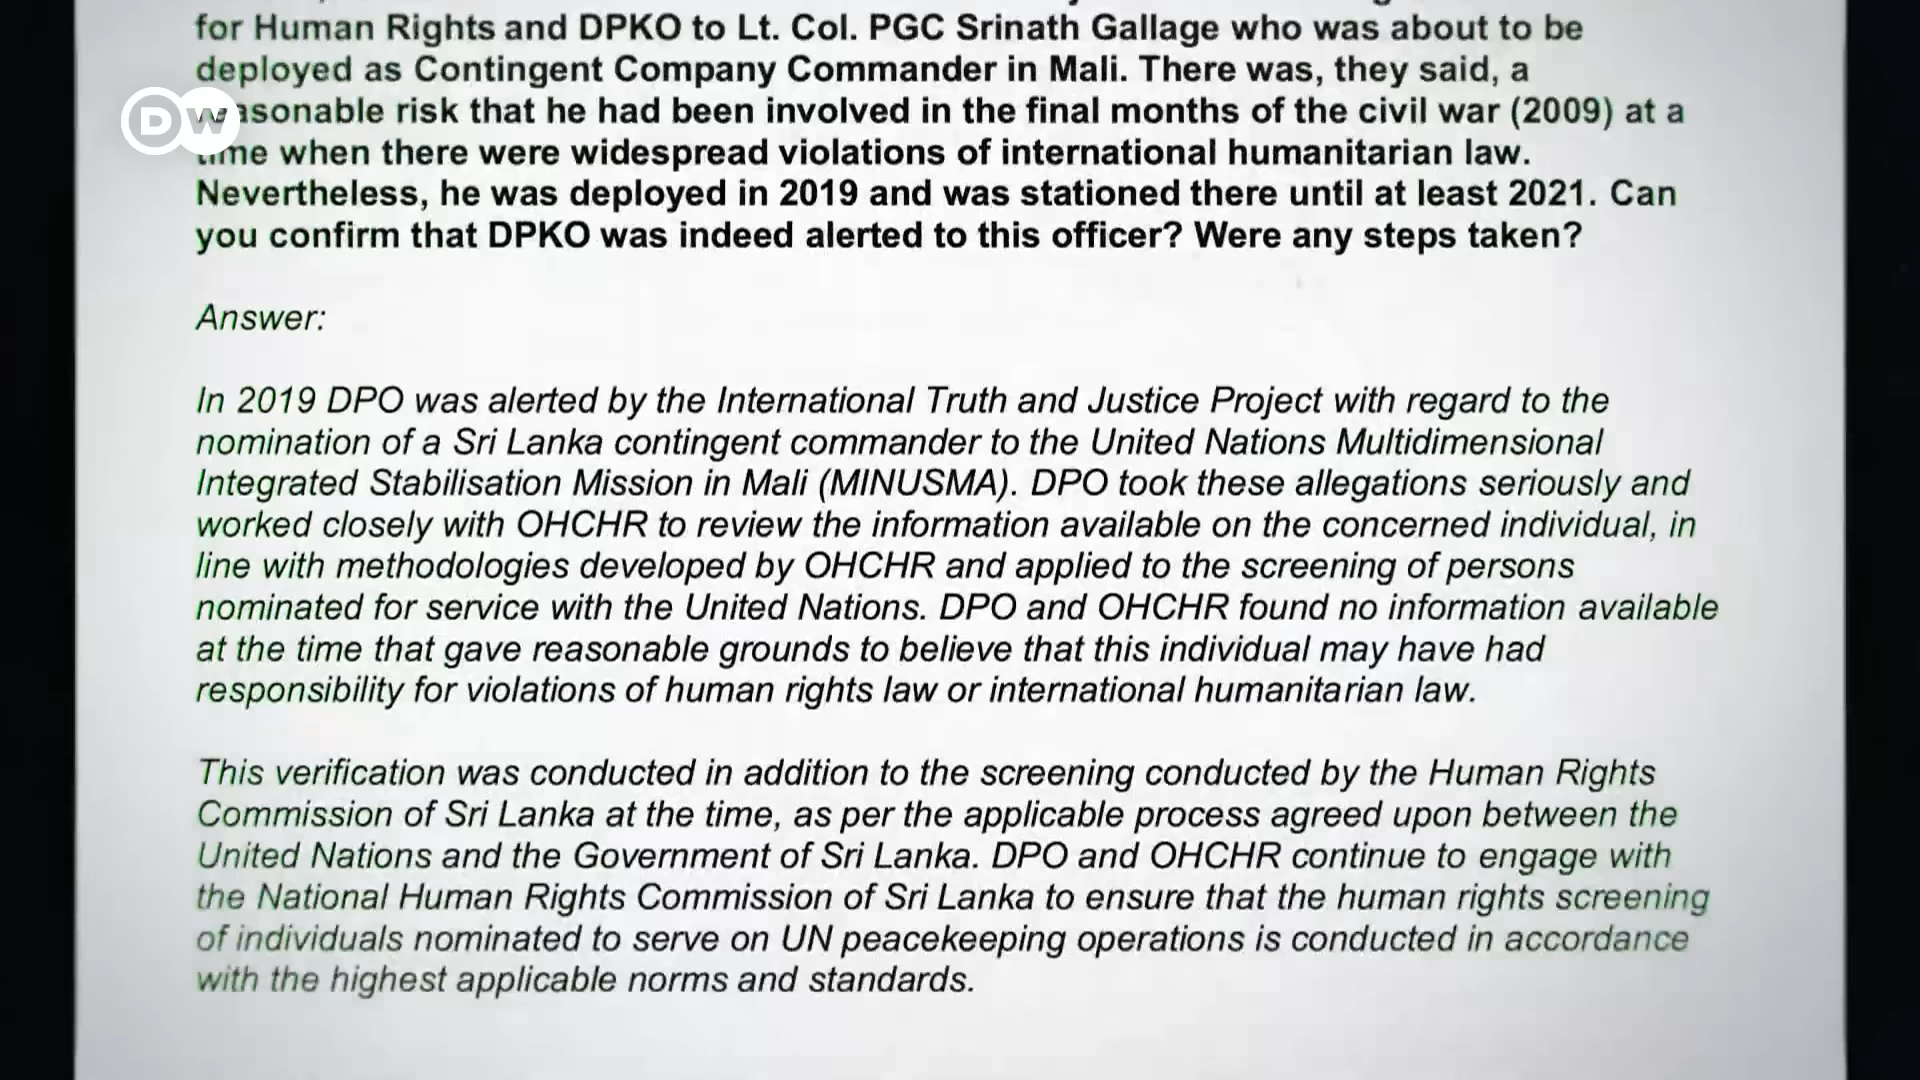 for Human Rights and DPKO to Lt. Col. PGC Srinath Gallage who was about to be
deployed as Contingent Company Commander in Mali. There was, they said, a
DW
reasonable risk that he had been involved in the final months of the civil war (2009) at a
time when there were widespread violations of international humanitarian law.
Nevertheless, he was deployed in 2019 and was stationed there until at least 2021. Can
you confirm that DPKO was indeed alerted to this officer? Were any steps taken?
Answer:
In 2019 DPO was alerted by the International Truth and Justice Project with regard to the
nomination of a Sri Lanka contingent commander to the United Nations Multidimensional
Integrated Stabilisation Mission in Mali (MINUSMA). DPO took these allegations seriously and
worked closely with OHCHR to review the information available on the concerned individual, in
line with methodologies developed by OHCHR and applied to the screening of persons
nominated for service with the United Nations. DPO and OHCHR found no information available
at the time that gave reasonable grounds to believe that this individual may have had
responsibility for violations of human rights law or international humanitarian law.
This verification was conducted in addition to the screening conducted by the Human Rights
Commission of Sri Lanka at the time, as per the applicable process agreed upon between the
United Nations and the Government of Sri Lanka. DPO and OHCHR continue to engage with
the National Human Rights Commission of Sri Lanka to ensure that the human rights screening
of individuals nominated to serve on UN peacekeeping operations is conducted in accordance
with the highest applicable norms and standards.